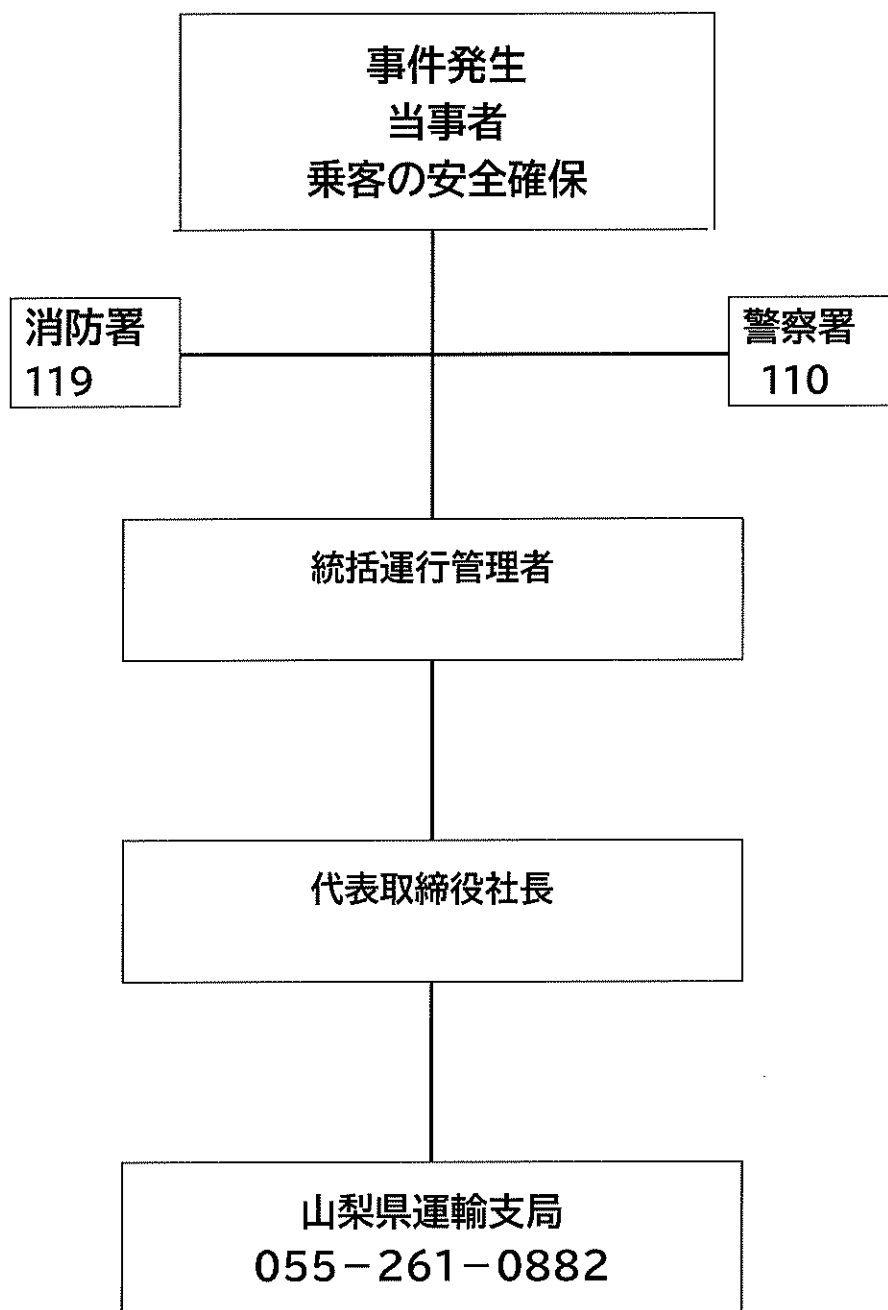 事件発生
当事者
乗客の安全確保
消防署
119
警察署
110
統括運行管理者
代表取締役社長
山梨県運輸支局
055-261-0882